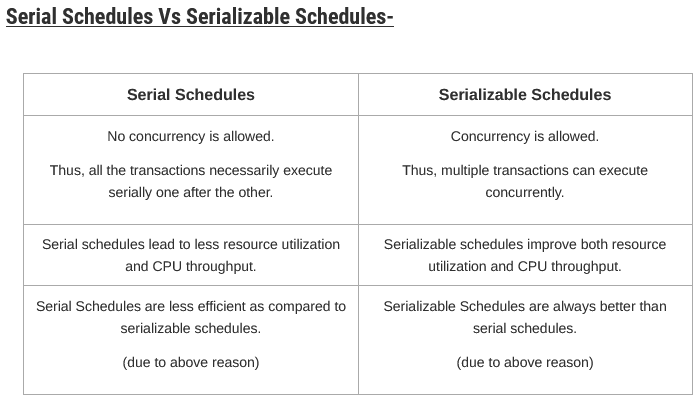 Serial Schedules Vs Serializable Schedules-
Serial Schedules
Serializable Schedules
No concurrency is allowed.
Thus, all the transactions necessarily execute
serially one after the other.
Concurrency is allowed.
Thus, multiple transactions can execute
concurrently.
Serial schedules lead to less resource utilization
and CPU throughput.
Serializable schedules improve both resource
utilization and CPU throughput.
Serial Schedules are less efficient as compared to
serializable schedules.
(due to above reason)
Serializable Schedules are always better than
serial schedules.
(due to above reason)